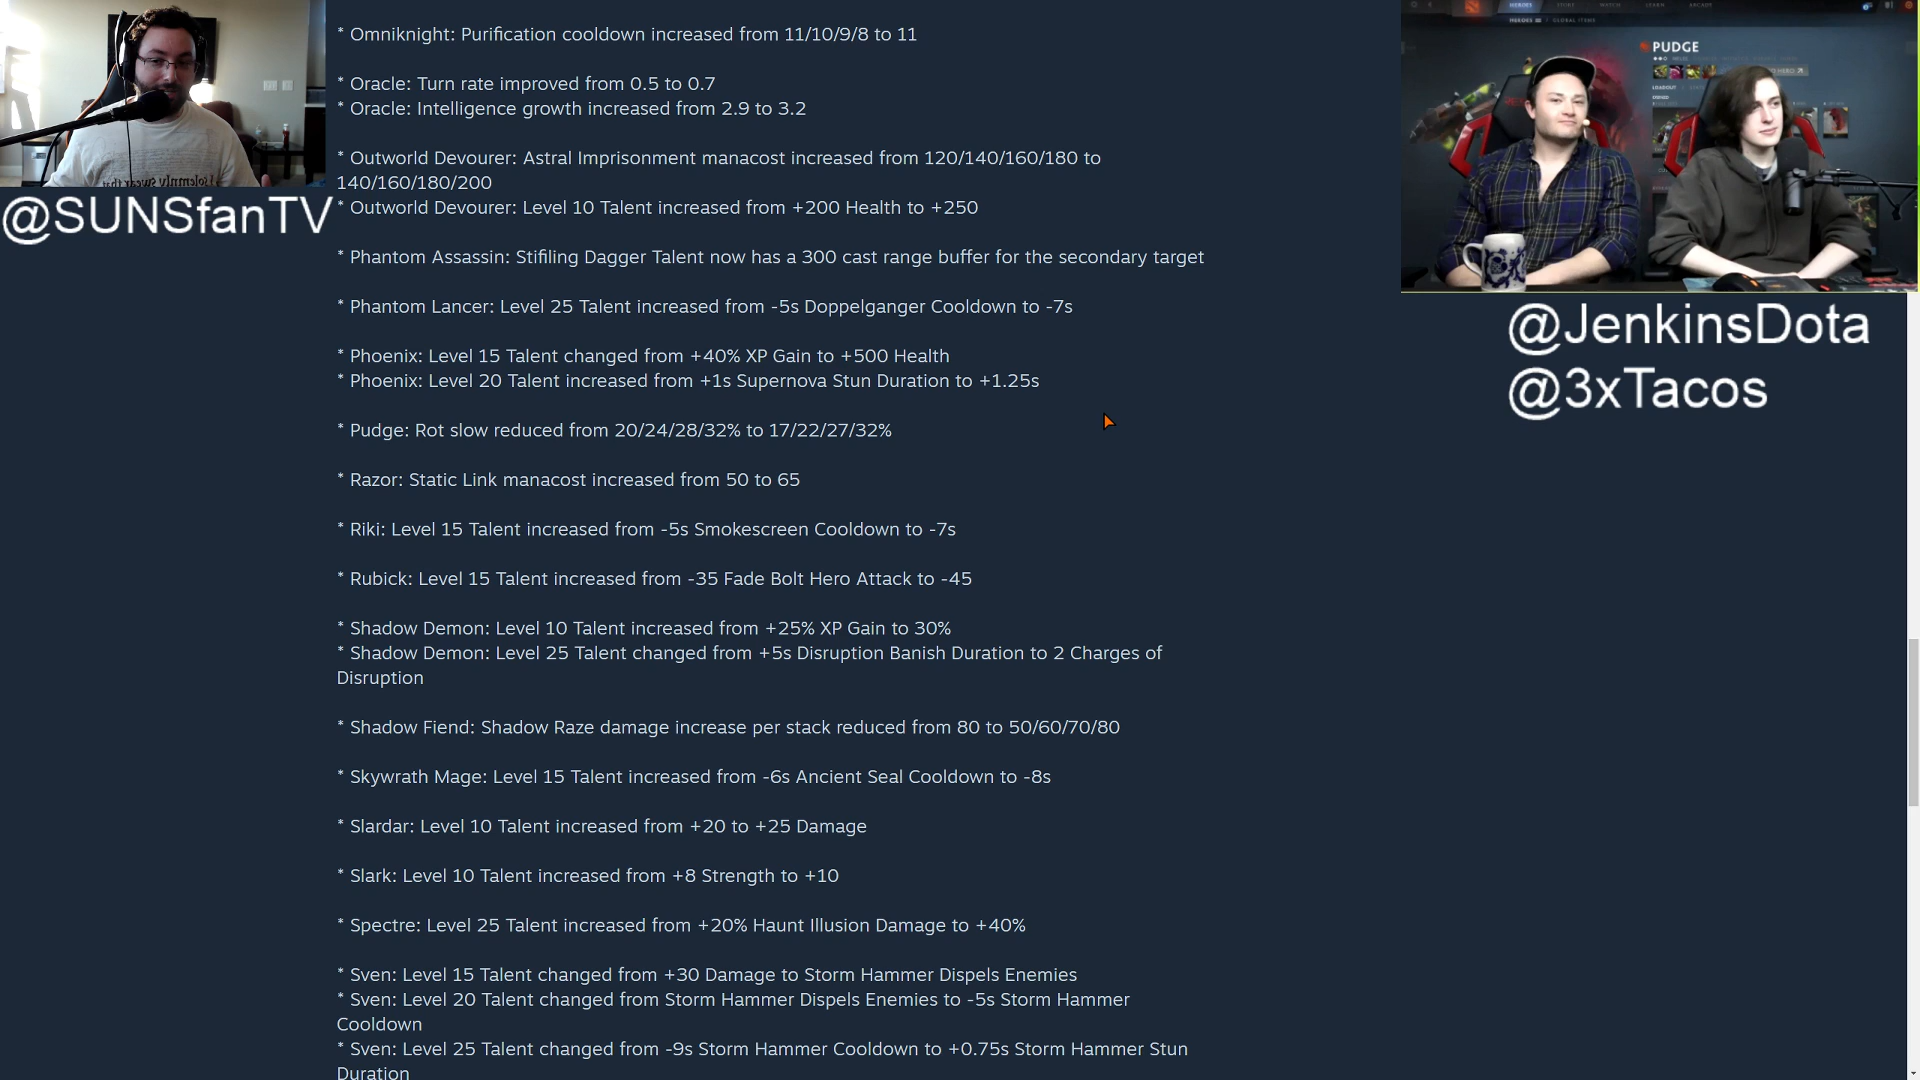 * Omniknight: Purification cooldown increased from 11/10/9/8 to 11
* Oracle: Turn rate improved from 0.5 to 0.7
* Oracle: Intelligence growth increased from 2.9 to 3.2
* Outworld Devourer: Astral Imprisonment manacost increased from 120/140/160/180 to
140/160/180/200
* Outworld Devourer: Level 10 Talent increased from +200 Health to +250
* Phantom Assassin: Stifiling Dagger Talent now has a 300 cast range buffer for the secondary target
* Phantom Lancer: Level 25 Talent increased from -5s Doppelganger Cooldown to -7s
* Phoenix: Level 15 Talent changed from +40% XP Gain to +500 Health
* Phoenix: Level 20 Talent increased from +1s Supernova Stun Duration to +1.25s
* Pudge: Rot slow reduced from 20/24/28/32% to 17/22/27/32%
* Razor: Static Link manacost increased from 50 to 65
* Riki: Level 15 Talent increased from -5s Smokescreen Cooldown to -7s
* Rubick: Level 15 Talent increased from -35 Fade Bolt Hero Attack to -45
* Shadow Demon: Level 10 Talent increased from +25% XP Gain to 30%
* Shadow Demon: Level 25 Talent changed from +5s Disruption Banish Duration to 2 Charges of
Disruption
* Shadow Fiend: Shadow Raze damage increase per stack reduced from 80 to 50/60/70/80
* Skywrath Mage: Level 15 Talent increased from -6s Ancient Seal Cooldown to -8s
* Slardar: Level 10 Talent increased from +20 to +25 Damage
* Slark: Level 10 Talent increased from +8 Strength to +10
* Spectre: Level 25 Talent increased from +20% Haunt Illusion Damage to +40%
* Sven: Level 15 Talent changed from +30 Damage to Storm Hammer Dispels Enemies
* Sven: Level 20 Talent changed from Storm Hammer Dispels Enemies to -5s Storm Hammer
Cooldown
* Sven: Level 25 Talent changed from -9s Storm Hammer Cooldown to +0.75s Storm Hammer Stun
Duration
@SUNSfanTV
solemnly swear that
HEROES
GLOBAL ITEMS
PUDGE
LOADOUT
@JenkinsDota
@3xTacos